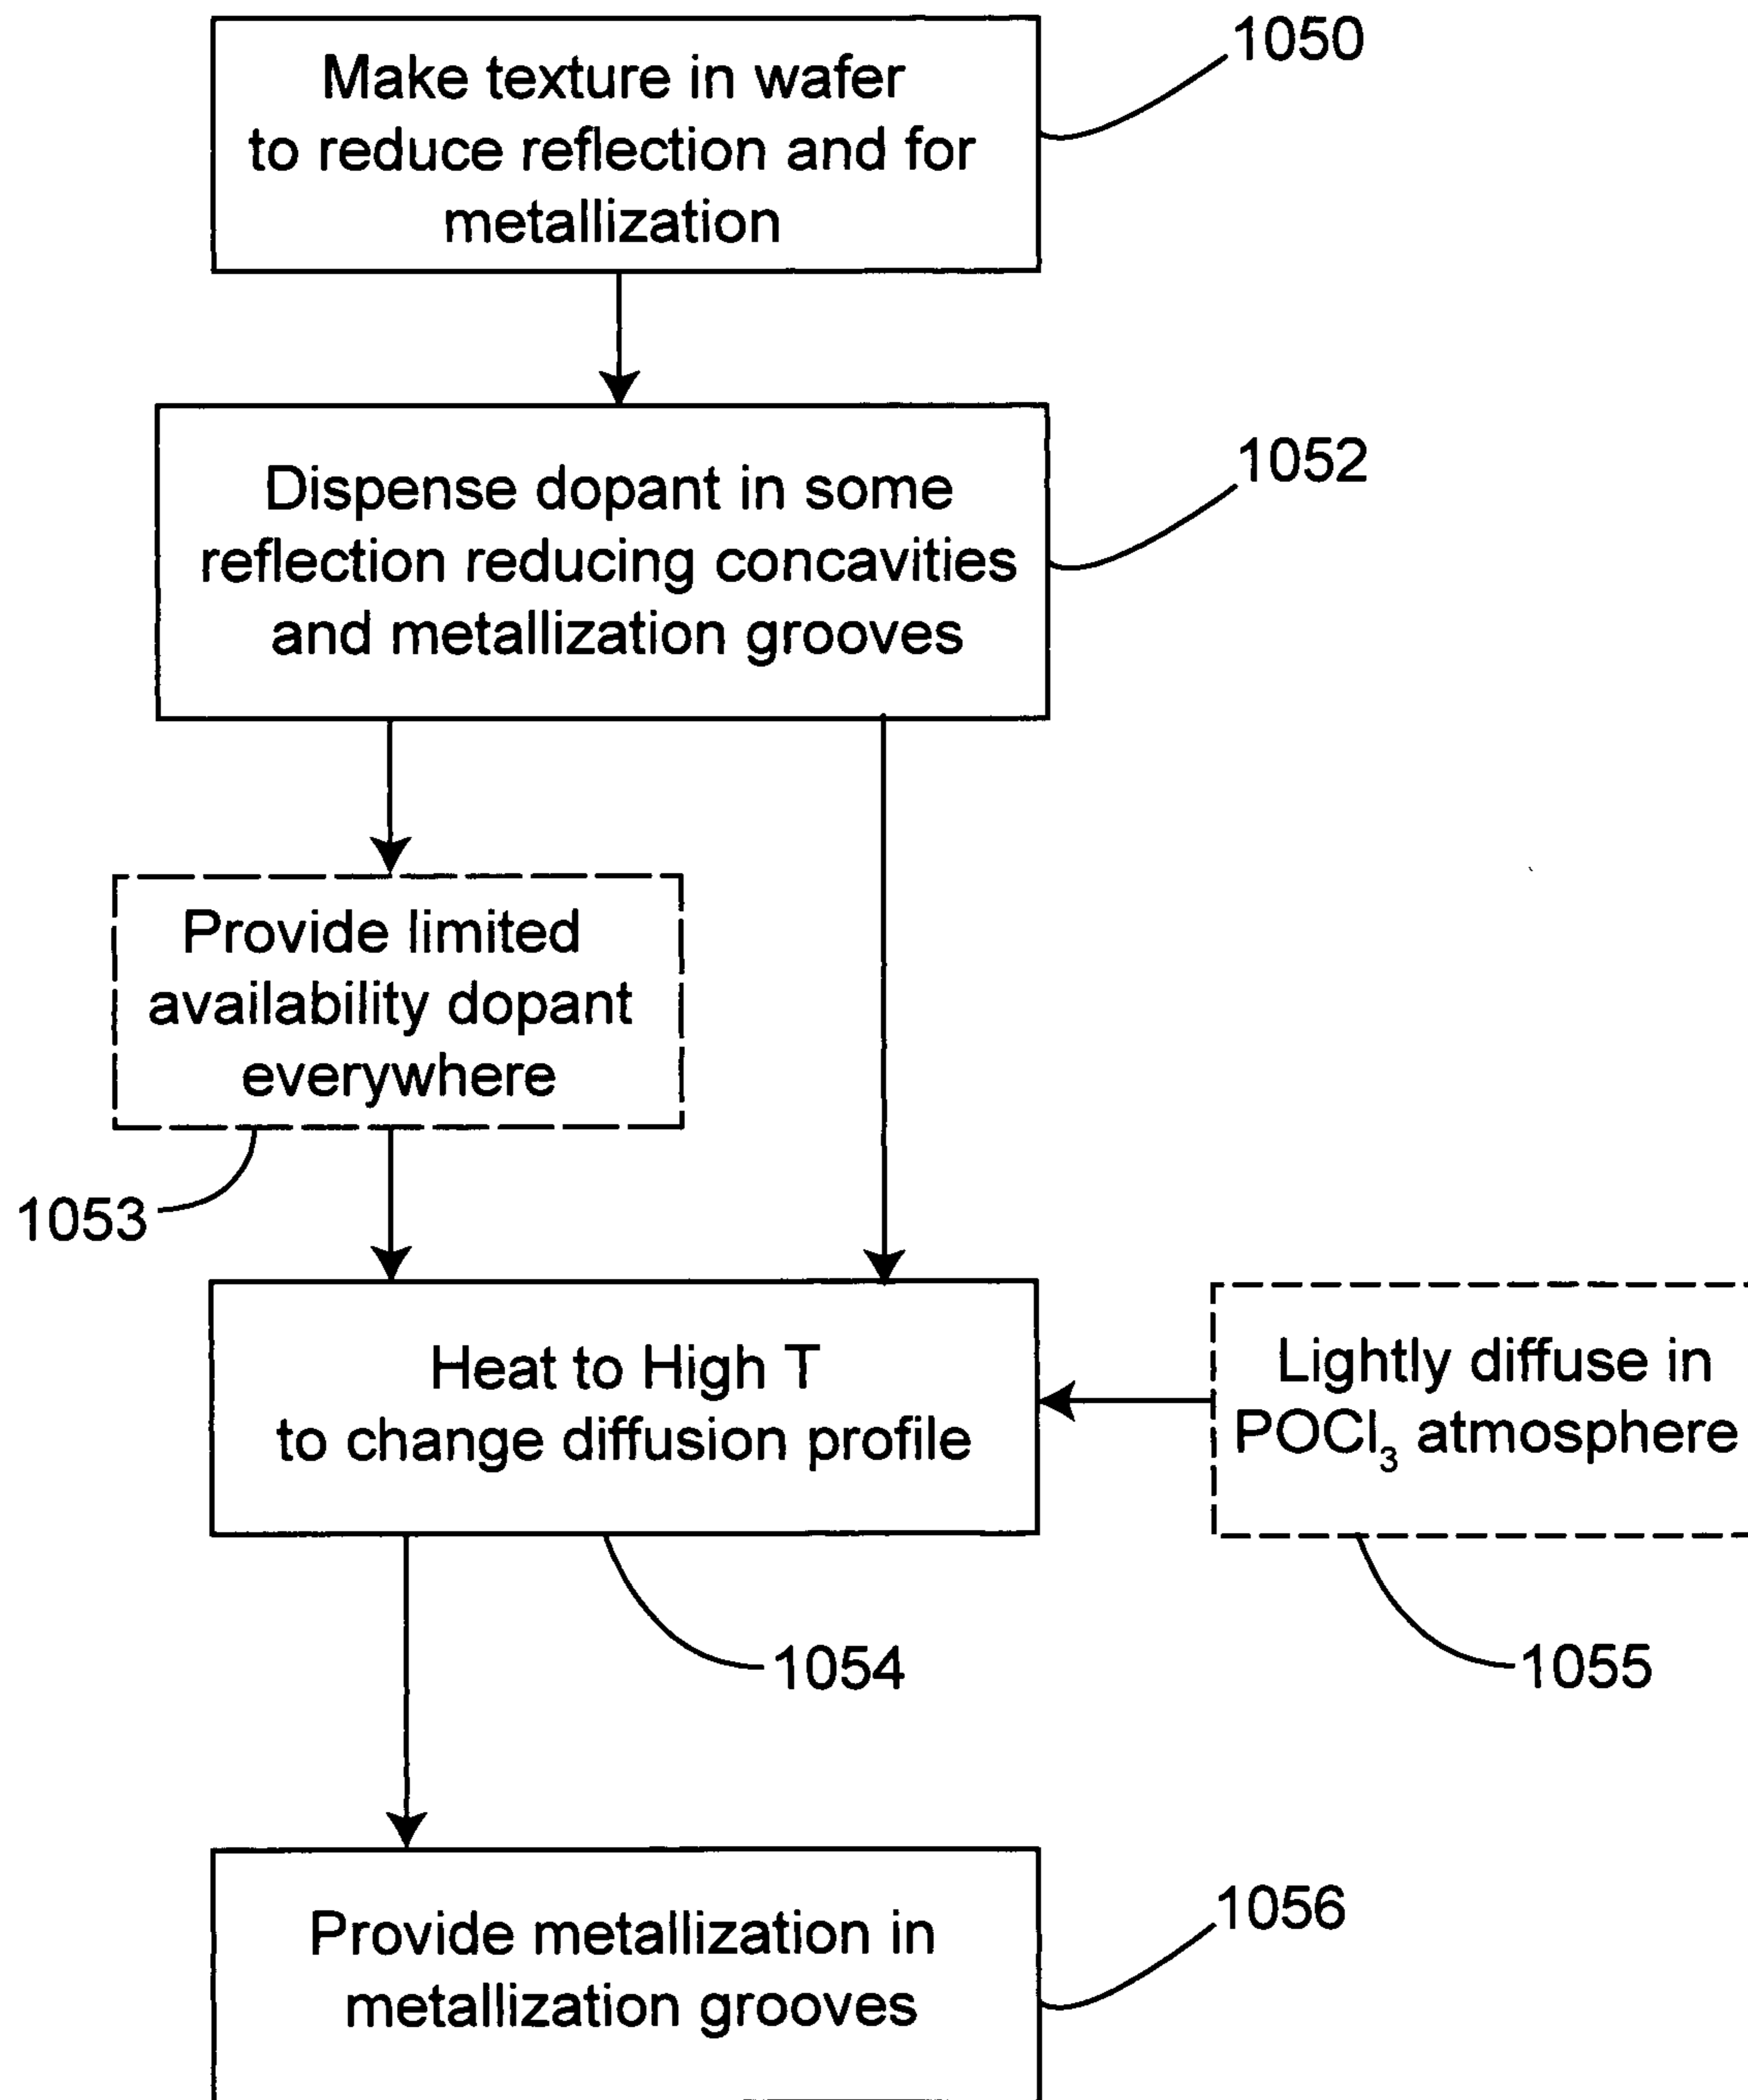 1050
Make texture in wafer
to reduce reflection and for
metallization
1052
Dispense dopant in some
reflection reducing concavities
and metallization grooves
Provide limited
availability dopant
everywhere
1053
Heat to High T
to change diffusion profile
Lightly diffuse in
POCl₃ atmosphere
1054
1055
1056
Provide metallization in
metallization grooves